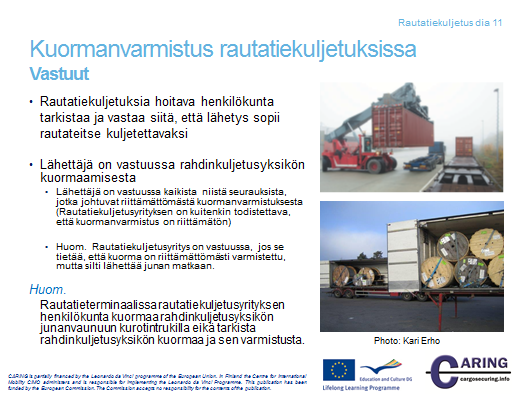 Rautatiekuljetus dia 11
Kuormanvarmistus rautatiekuljetuksissa
Vastuut
• Rautatiekuljetuksia hoitava henkilökunta
tarkistaa ja vastaa siitä, että lähetys sopii
rautateitse kuljetettavaksi
• Lähettäjä on vastuussa rahdinkuljetusyksikön
kuormaamisesta
• Lähettäjä on vastuussa kaikista niistä seurauksista,
jotka johtuvat riittämättömästä kuormanvarmistuksesta
(Rautatiekuljetusyrityksen on kuitenkin todistettava,
että kuormanvarmistus on riittämätön)
• Huom. Rautatiekuljetusyritys on vastuussa, jos se
tietää, että kuorma on riittämättömästi varmistettu,
mutta silti lähettää junan matkaan.
Huom.
Rautatieterminaalissa rautatiekuljetusyrityksen
henkilökunta kuormaa rahdinkuljetusyksikön
junanvaunuun kurotintrukilla eikä tarkista
rahdinkuljetusyksikön kuormaa ja sen varmistusta.
Photo: Kari Erho
CARING is partially financed by the Leonardo da Vinci programme of the European Union. In Finland the Centre for International
Mobility CIMO administers and is responsible for implementing the Leonardo da Vinci Programme. This publication has been
funded by the European Commission. The Commission accepts no responsibility for the contents of the publication.
Education and Culture DG
Lifelong Learning Programme
CARING
cargosecuring.info